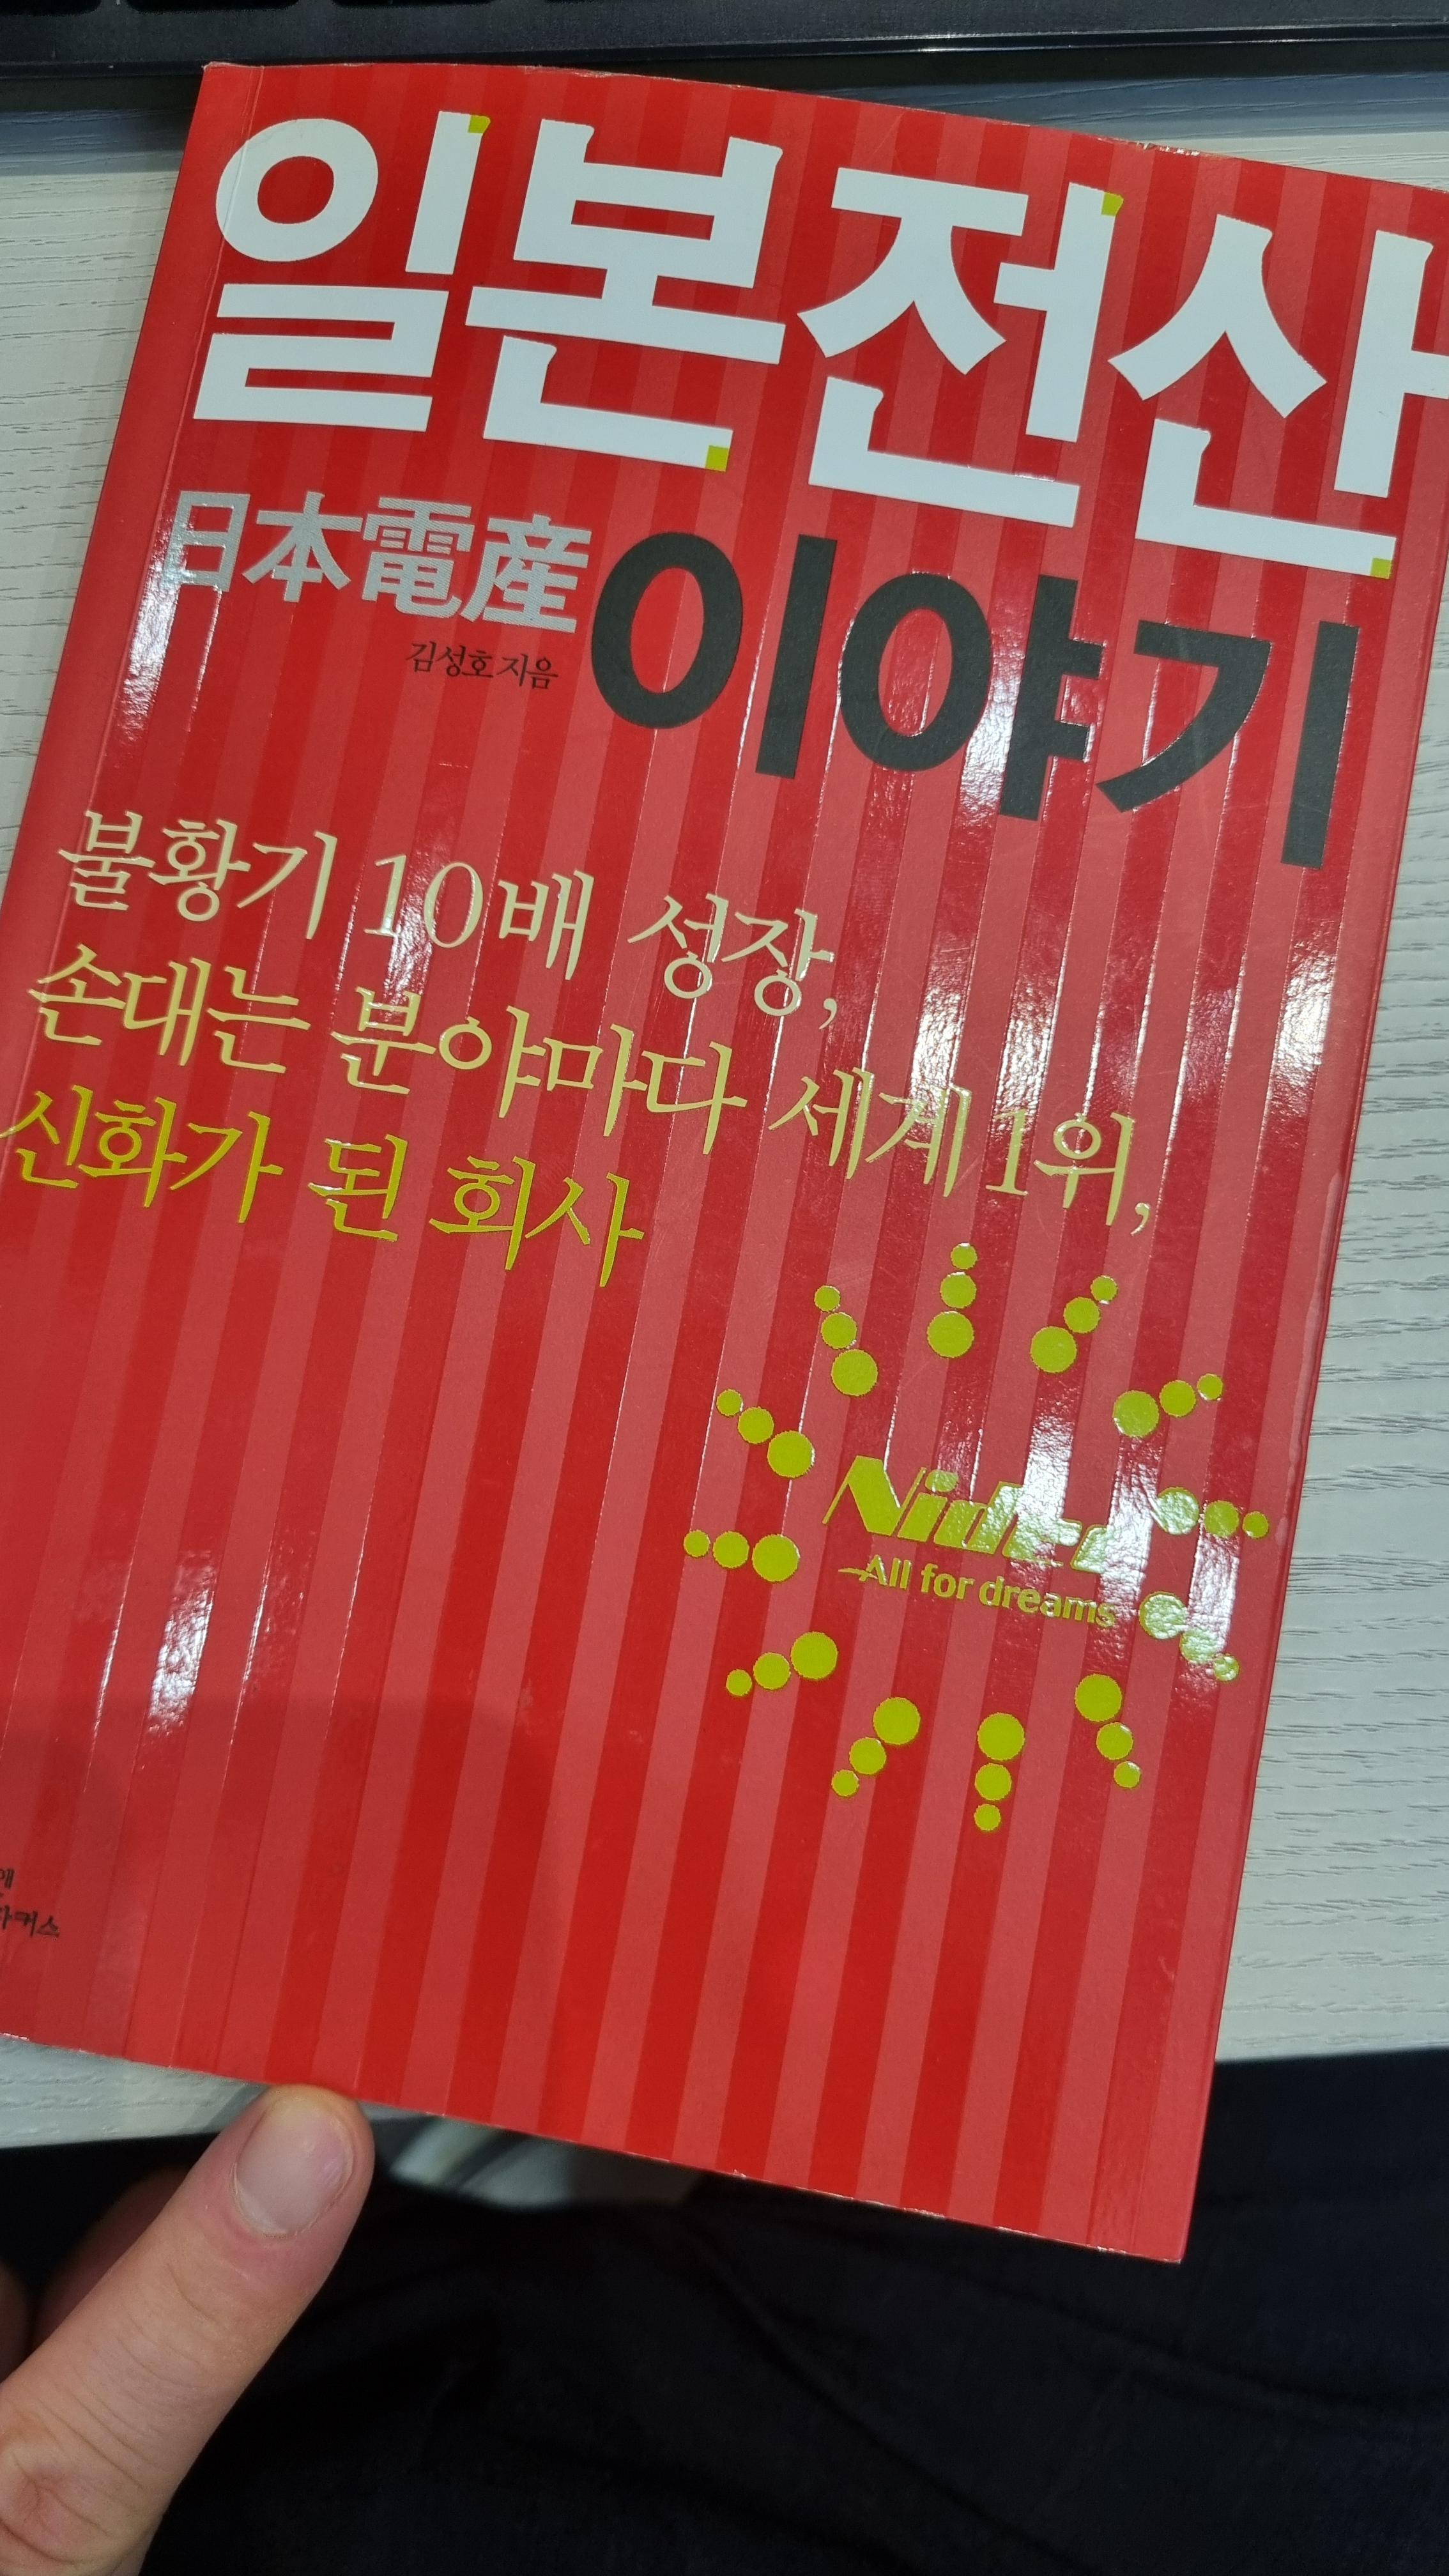 일본전산
日本電産
이야기
김성호 지음
불황기 10배 성장,
손대는 분야마다 세계 1위,
신화가 된 회사
Nidec
All for dreams